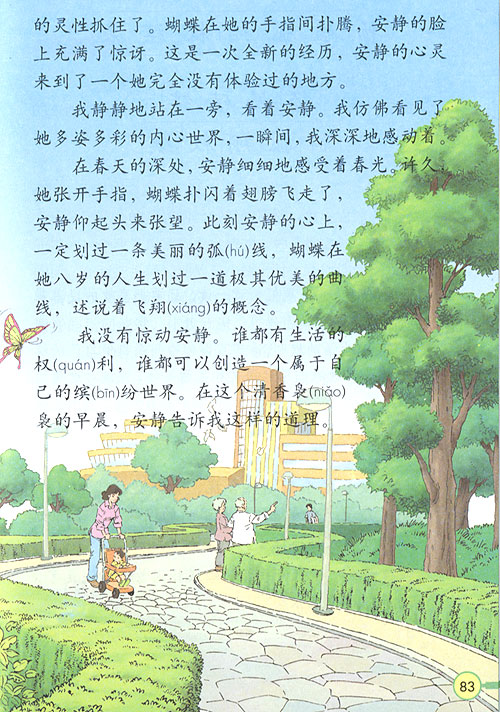 的灵性抓住了。蝴蝶在她的手指间扑腾，安静的脸
上充满了惊讶。这是一次全新的经历，安静的心灵
来到了一个她完全没有体验过的地方。
我静静地站在一旁，看着安静。我仿佛看见了
她多姿多彩的内心世界，一瞬间，我深深地感动着。
在春天的深处，安静细细地感受着春光。许久，
她张开手指，蝴蝶扑闪着翅膀飞走了，
安静仰起头来张望。此刻安静的心上，
一定划过一条美丽的弧(hú)线，蝴蝶在
她八岁的人生划过一道极其优美的曲
线，述说着飞翔(xiáng)的概念。
我没有惊动安静。谁都有生活的
权(quán)利，谁都可以创造一个属于自
己的缤(bīn)纷世界。在这个清香袅(niǎo)
袅的早晨，安静告诉我这样的道理。
83